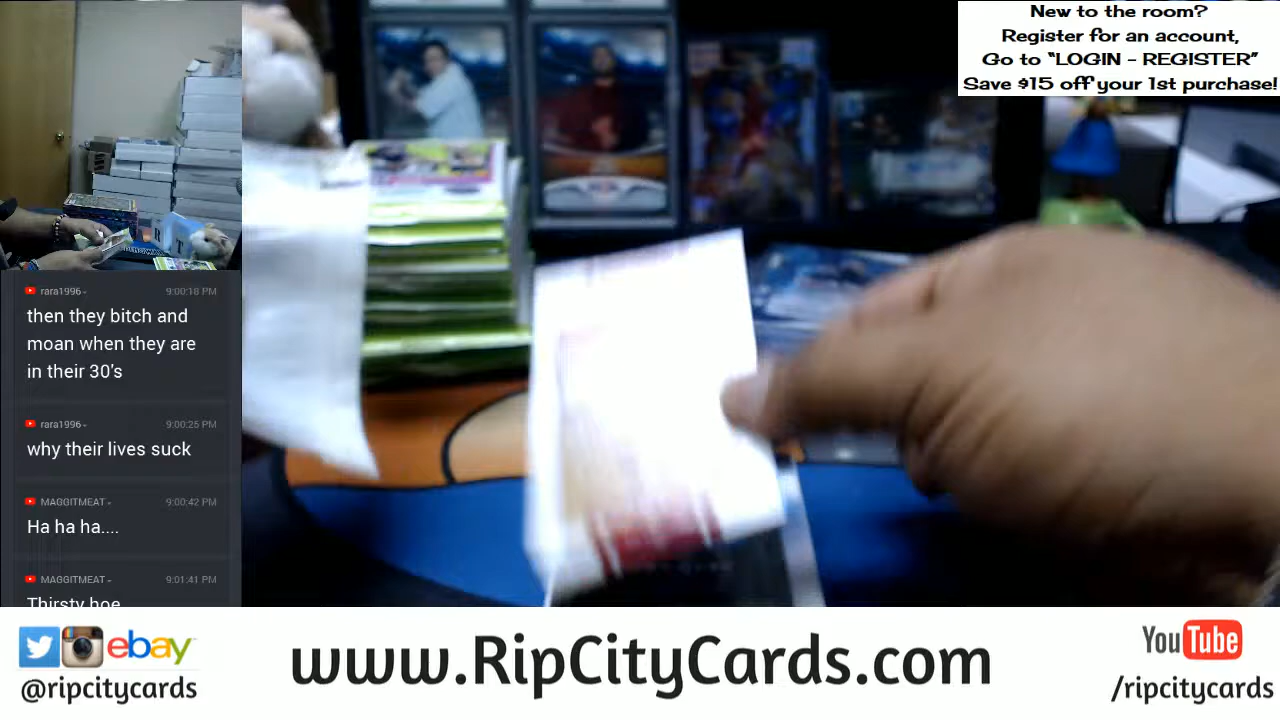 New to the room?
Register for an account,
Go to “LOGIN - REGISTER”
Save $15 off your 1st purchase!
rara1996
9:00:18 PM
then they bitch and
moan when they are
in their 30's
rara1996
9:00:25 PM
why their lives suck
MAGGITMEAT
9:00:42 PM
Ha ha ha....
MAGGITMEAT
9:01:41 PM
Thirsty hoe
ebay
@ripcitycards
www.RipCityCards.com
YouTube
/ripcitycards